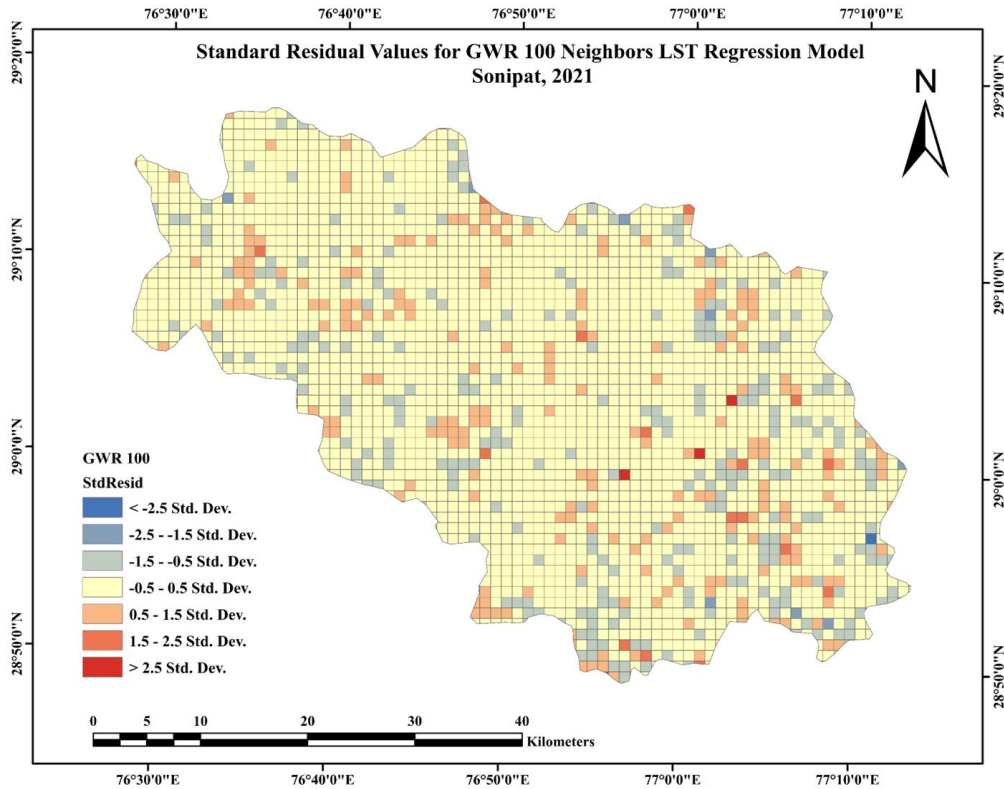 76°30'0"E 76°40'0"E 76°50'0"E 77°0'0"E 77°10'0"E
Standard Residual Values for GWR 100 Neighbors LST Regression Model
Sonipat, 2021
N
29°20'0"N
29°20'0"N
29°10'0"N
29°10'0"N
29°0'0"N
29°0'0"N
28°50'0"N
28°50'0"N
GWR 100
StdResid
< -2.5 Std. Dev.
-2.5 - -1.5 Std. Dev.
-1.5 - -0.5 Std. Dev.
-0.5 - 0.5 Std. Dev.
0.5 - 1.5 Std. Dev.
1.5 - 2.5 Std. Dev.
> 2.5 Std. Dev.
0 5 10 20 30 40
Kilometers
76°30'0"E 76°40'0"E 76°50'0"E 77°0'0"E 77°10'0"E